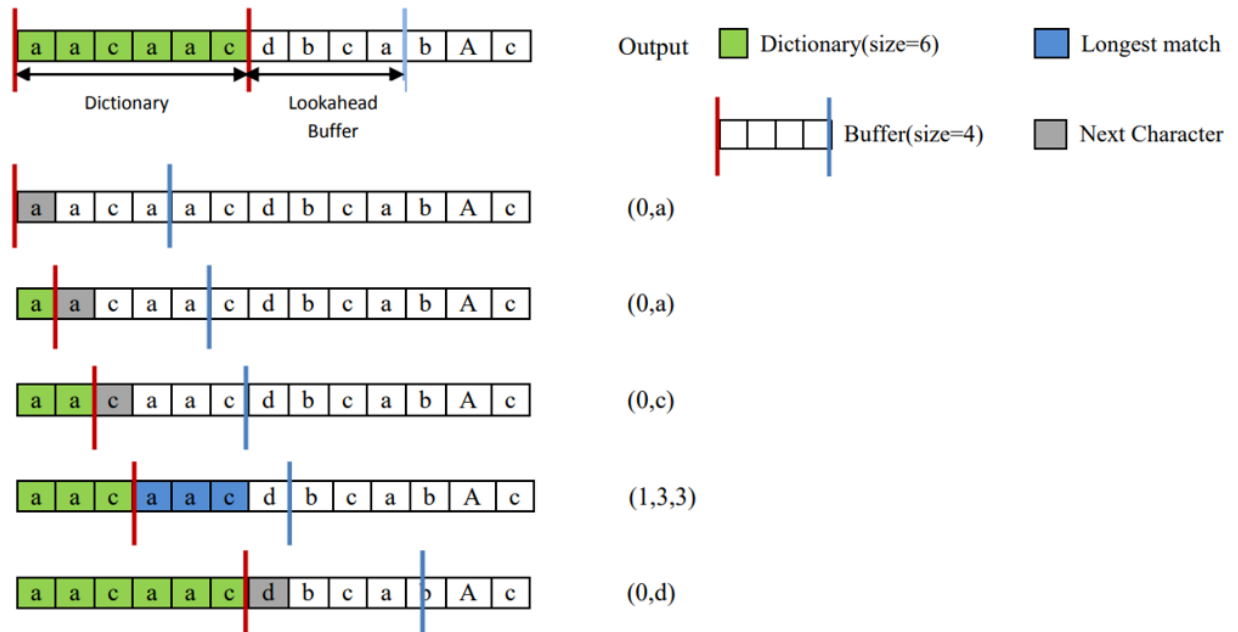 a a c a a c d b c a b A c
Output
Dictionary(size=6)
Longest match
Dictionary
Lookahead
Buffer
Buffer(size=4)
Next Character
a a c a a c d b c a b A c
(0,a)
a a c a a c d b c a b A c
(0,a)
a a c a a c d b c a b A c
(0,c)
a a c a a c d b c a b A c
(1,3,3)
a a c a a c d b c a b A c
(0,d)